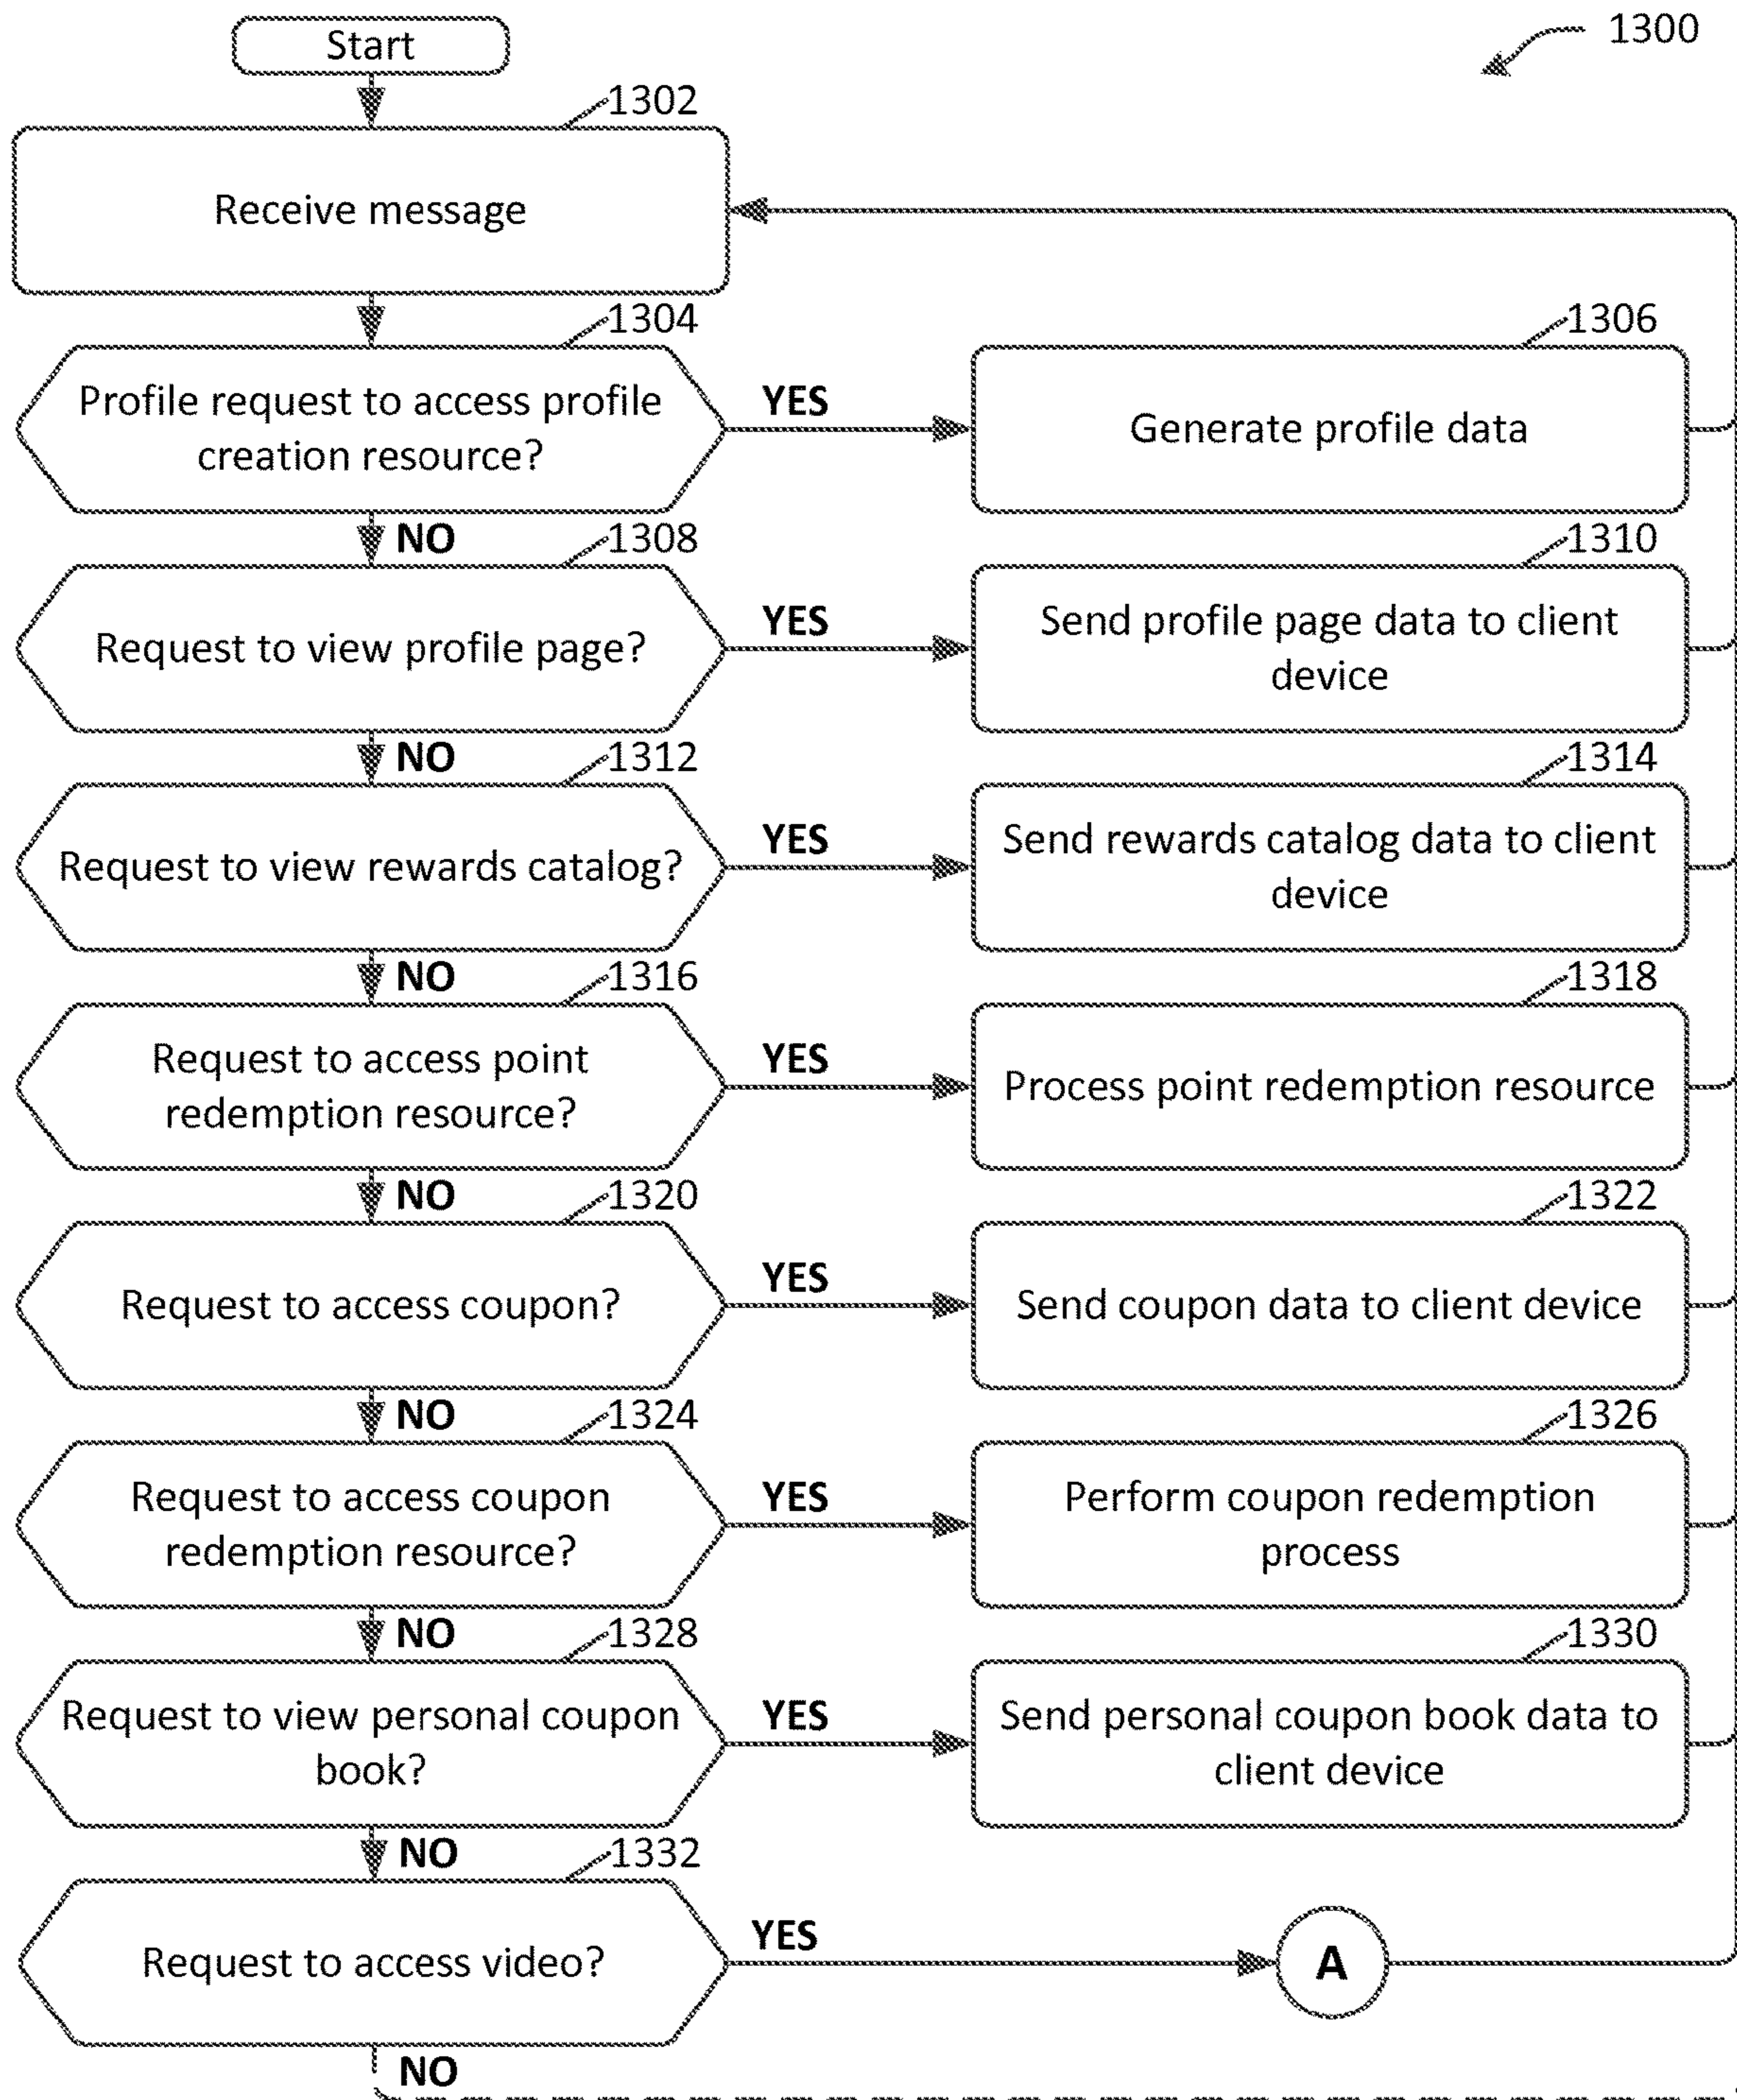 Start
1300
1302
Receive message
1304
1306
Profile request to access profile
creation resource?
YES
Generate profile data
NO
1308
1310
Request to view profile page?
YES
Send profile page data to client
device
NO
1312
1314
Request to view rewards catalog?
YES
Send rewards catalog data to client
device
NO
1316
1318
Request to access point
redemption resource?
YES
Process point redemption resource
NO
1320
1322
Request to access coupon?
YES
Send coupon data to client device
NO
1324
1326
Request to access coupon
redemption resource?
YES
Perform coupon redemption
process
NO
1328
1330
Request to view personal coupon
book?
YES
Send personal coupon book data to
client device
NO
1332
Request to access video?
YES
A
NO